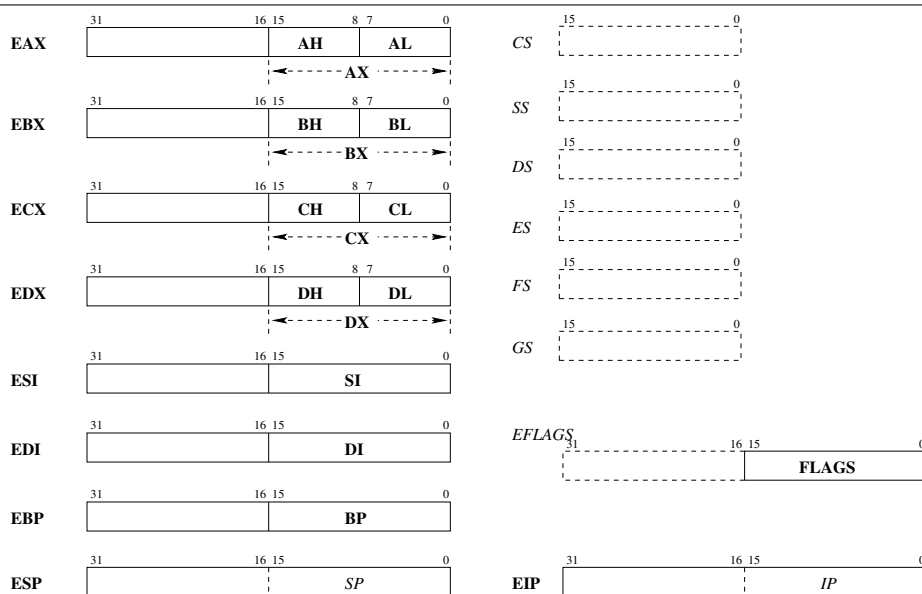 31 16 15 8 7 0
EAX AH AL
AX
31 16 15 8 7 0
EBX BH BL
BX
31 16 15 8 7 0
ECX CH CL
CX
31 16 15 8 7 0
EDX DH DL
DX
31 16 15 0
ESI SI
31 16 15 0
EDI DI
31 16 15 0
EBP BP
31 16 15 0
ESP SP
15 0
CS
15 0
SS
15 0
DS
15 0
ES
15 0
FS
15 0
GS
EFLAGS
31 16 15 0
FLAGS
31 16 15 0
EIP IP